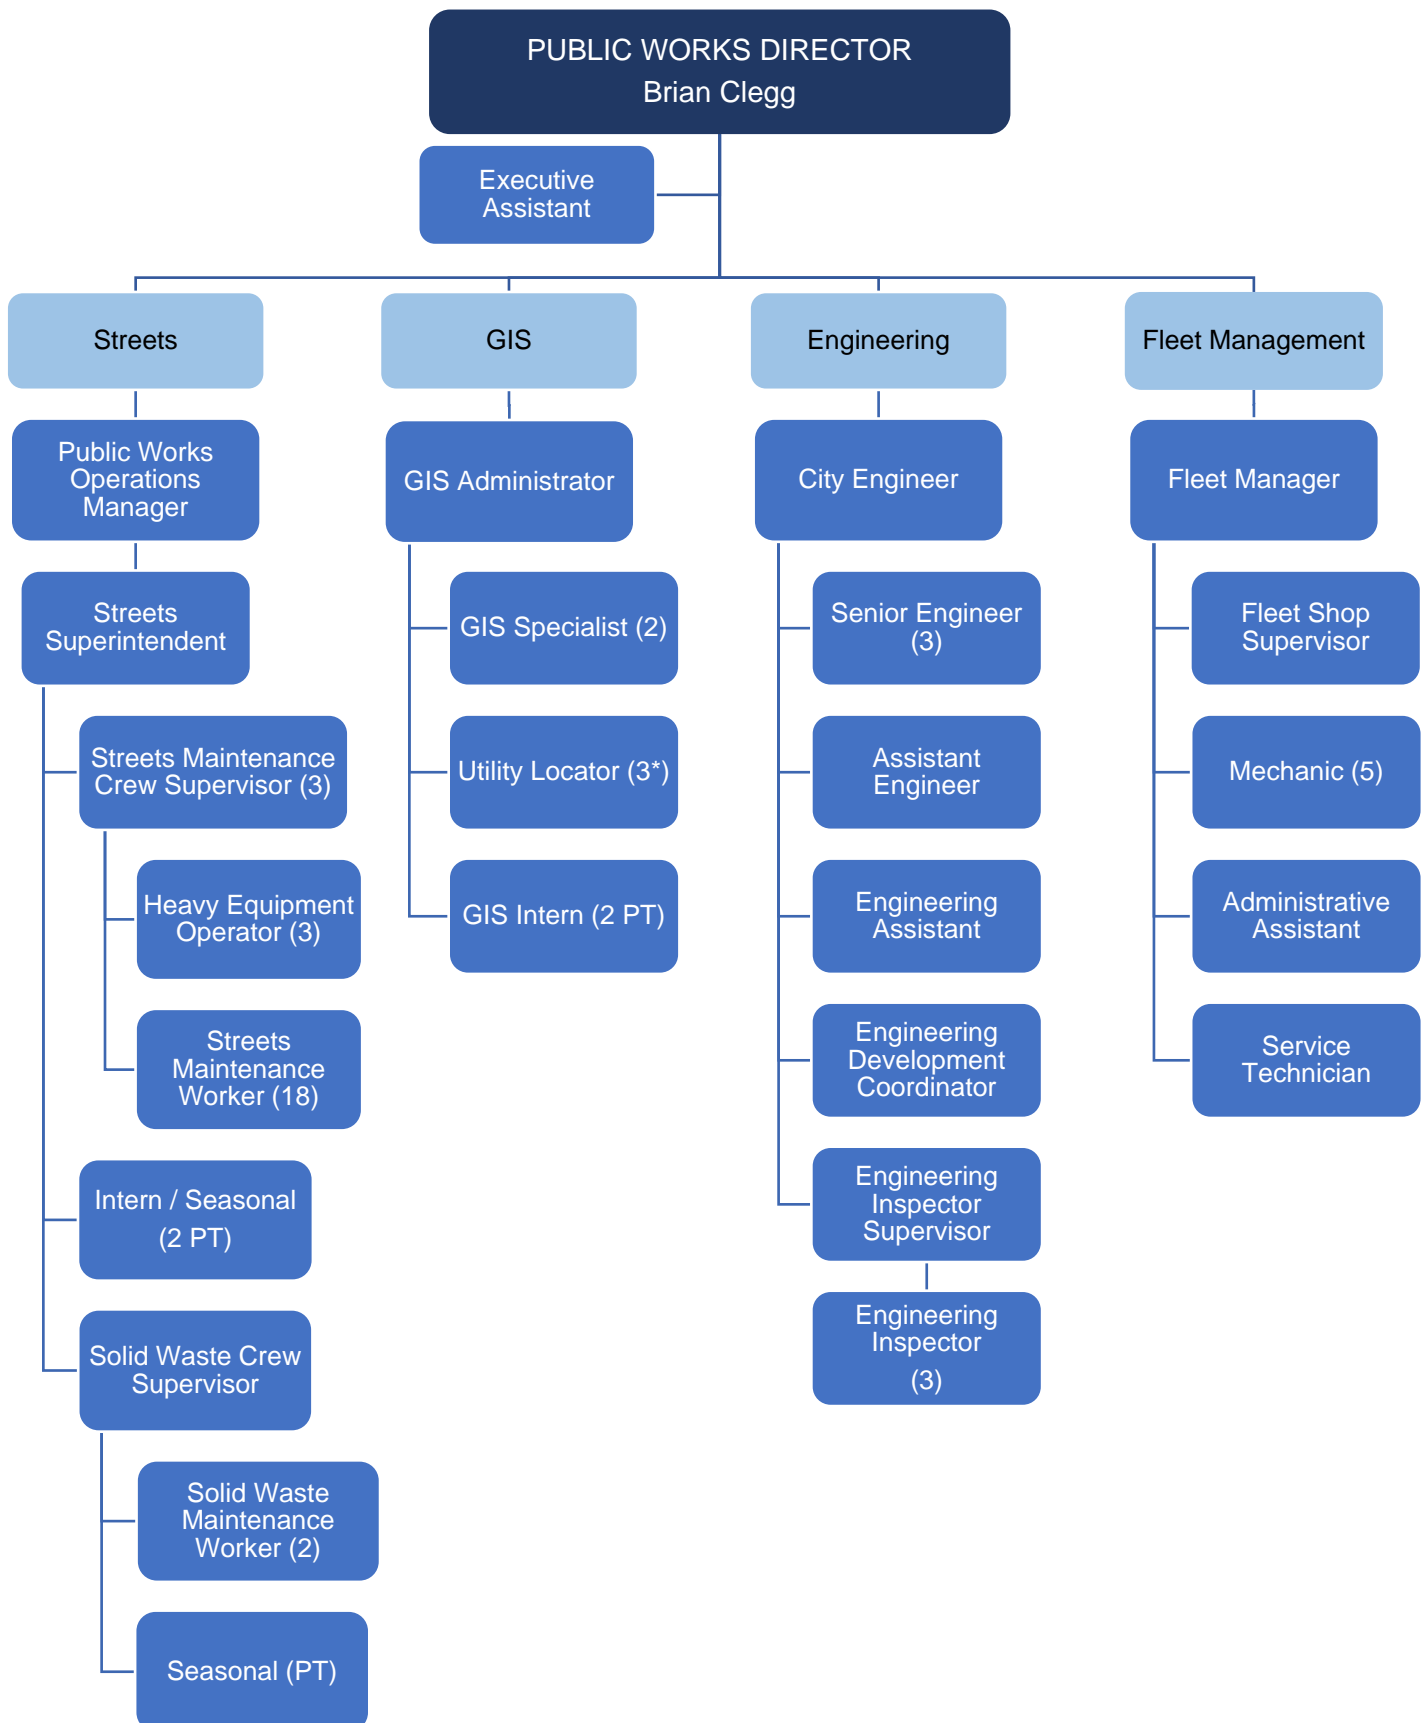 PUBLIC WORKS DIRECTOR
Brian Clegg
Executive
Assistant
Streets
GIS
Engineering
Fleet Management
Public Works
Operations
Manager
GIS Administrator
City Engineer
Fleet Manager
Streets
Superintendent
GIS Specialist (2)
Senior Engineer
(3)
Fleet Shop
Supervisor
Streets Maintenance
Crew Supervisor (3)
Utility Locator (3*)
Assistant
Engineer
Mechanic (5)
Heavy Equipment
Operator (3)
GIS Intern (2 PT)
Engineering
Assistant
Administrative
Assistant
Streets
Maintenance
Worker (18)
Engineering
Development
Coordinator
Service
Technician
Intern / Seasonal
(2 PT)
Engineering
Inspector
Supervisor
Solid Waste Crew
Supervisor
Engineering
Inspector
(3)
Solid Waste
Maintenance
Worker (2)
Seasonal (PT)